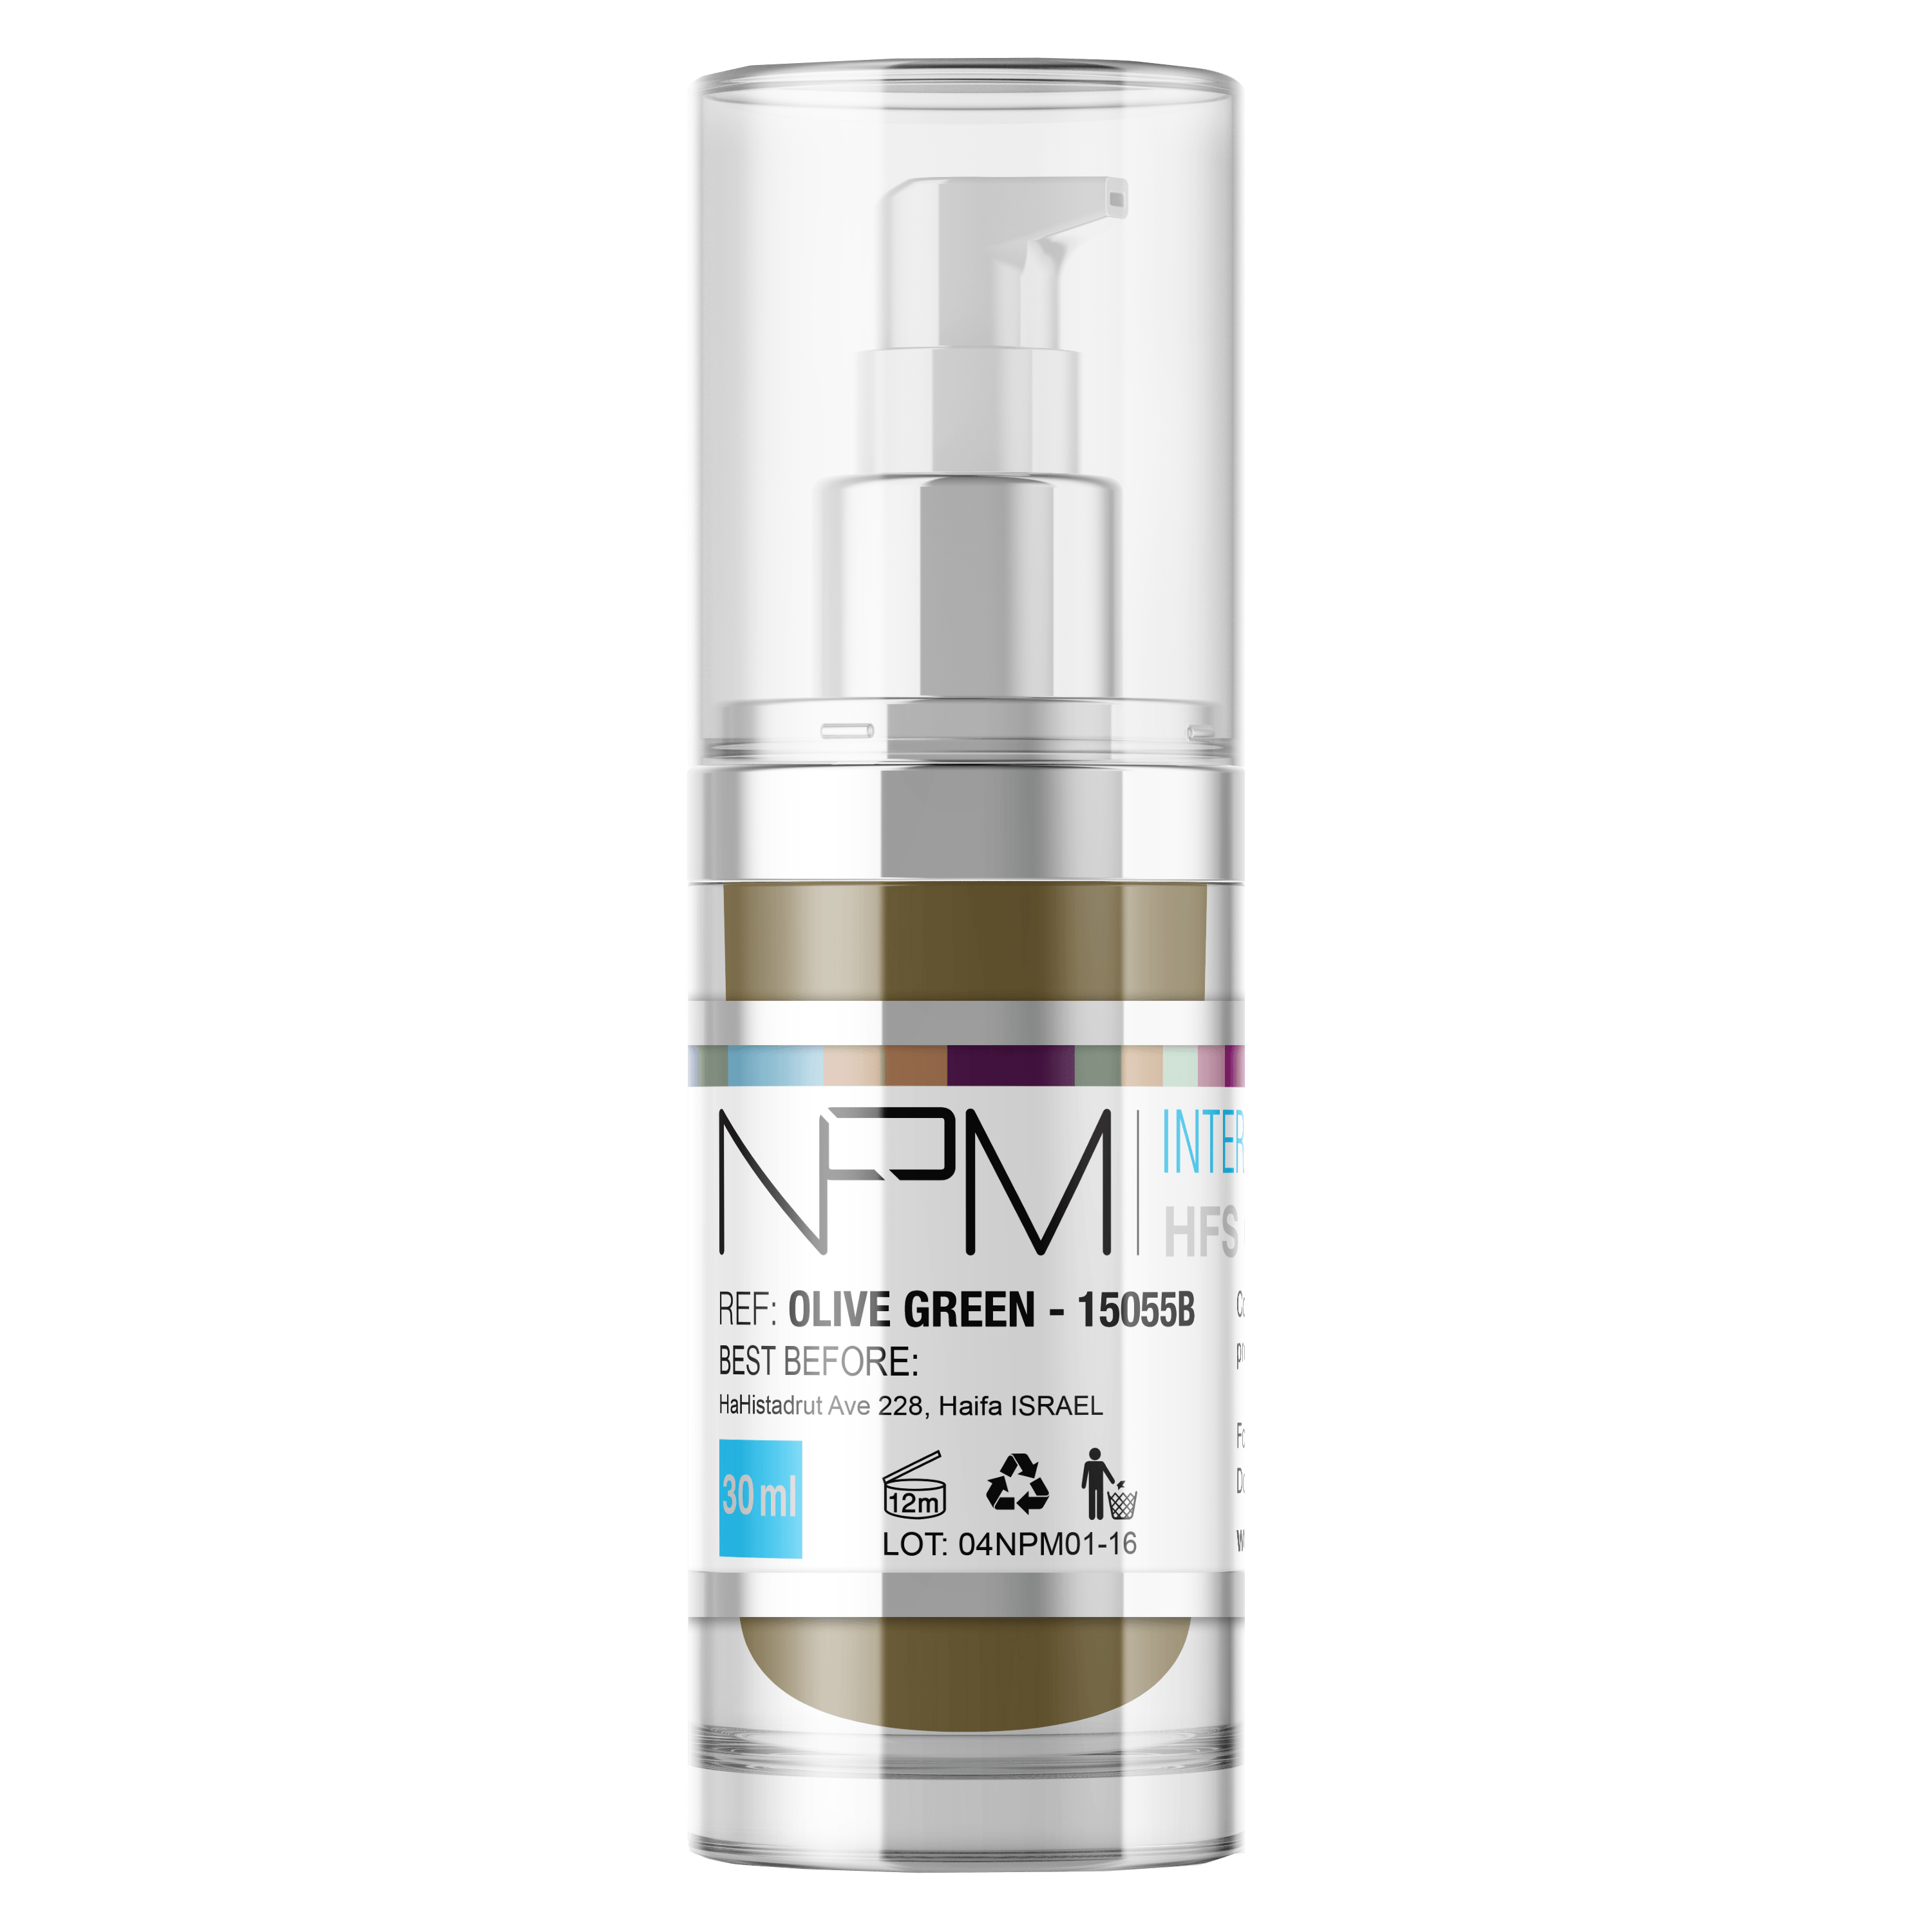 NPM
INTER
HFS
REF: OLIVE GREEN - 15055B
BEST BEFORE:
HaHistadrut Ave 228, Haifa ISRAEL
30 ml
12m
LOT: 04NPM01-16